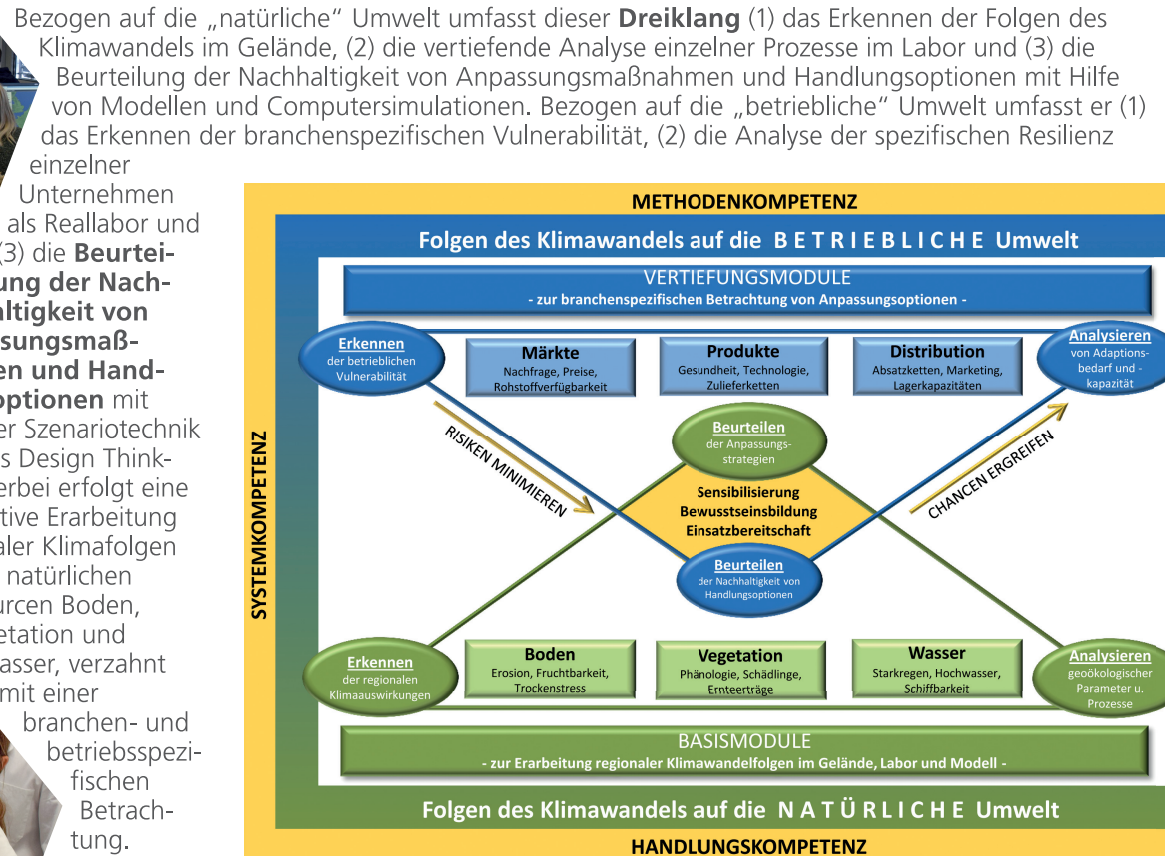 Bezogen auf die „natürliche“ Umwelt umfasst dieser Dreiklang (1) das Erkennen der Folgen des
Klimawandels im Gelände, (2) die vertiefende Analyse einzelner Prozesse im Labor und (3) die
Beurteilung der Nachhaltigkeit von Anpassungsmaßnahmen und Handlungsoptionen mit Hilfe
von Modellen und Computersimulationen. Bezogen auf die „betriebliche“ Umwelt umfasst er (1)
das Erkennen der branchenspezifischen Vulnerabilität, (2) die Analyse der spezifischen Resilienz
einzelner
Unternehmen
als Reallabor und
(3) die Beurtei-
ung der Nach-
altigkeit von
sungsmaß-
en und Hand-
optionen mit
er Szenariotechnik
s Design Think-
erbei erfolgt eine
tive Erarbeitung
aler Klimafolgen
natürlichen
urcen Boden,
etation und
asser, verzahnt
mit einer
branchen- und
betriebsspezi-
fischen
Betrach-
tung.
METHODENKOMPETENZ
Folgen des Klimawandels auf die B E T R I E B L I C H E Umwelt
VERTIEFUNGSMODULE
- zur branchenspezifischen Betrachtung von Anpassungsoptionen -
Erkennen
der betrieblichen
Vulnerabilität
Märkte
Nachfrage, Preise,
Rohstoffverfügbarkeit
Produkte
Gesundheit, Technologie,
Zulieferketten
Distribution
Absatzketten, Marketing,
Lagerkapazitäten
Analysieren
von Adaptions-
bedarf und -
kapazität
SYSTEMKOMPETENZ
RISIKEN MINIMIEREN
Beurteilen
der Anpassungs-
strategien
CHANCEN ERGREIFEN
Sensibilisierung
Bewusstseinsbildung
Einsatzbereitschaft
Beurteilen
der Nachhaltigkeit von
Handlungsoptionen
Erkennen
der regionalen
Klimaauswirkungen
Boden
Erosion, Fruchtbarkeit,
Trockenstress
Vegetation
Phänologie, Schädlinge,
Ernteerträge
Wasser
Starkregen, Hochwasser,
Schiffbarkeit
Analysieren
geoökologischer
Parameter u.
Prozesse
BASISMODULE
- zur Erarbeitung regionaler Klimawandelfolgen im Gelände, Labor und Modell -
Folgen des Klimawandels auf die N A T Ü R L I C H E Umwelt
HANDLUNGSKOMPETENZ